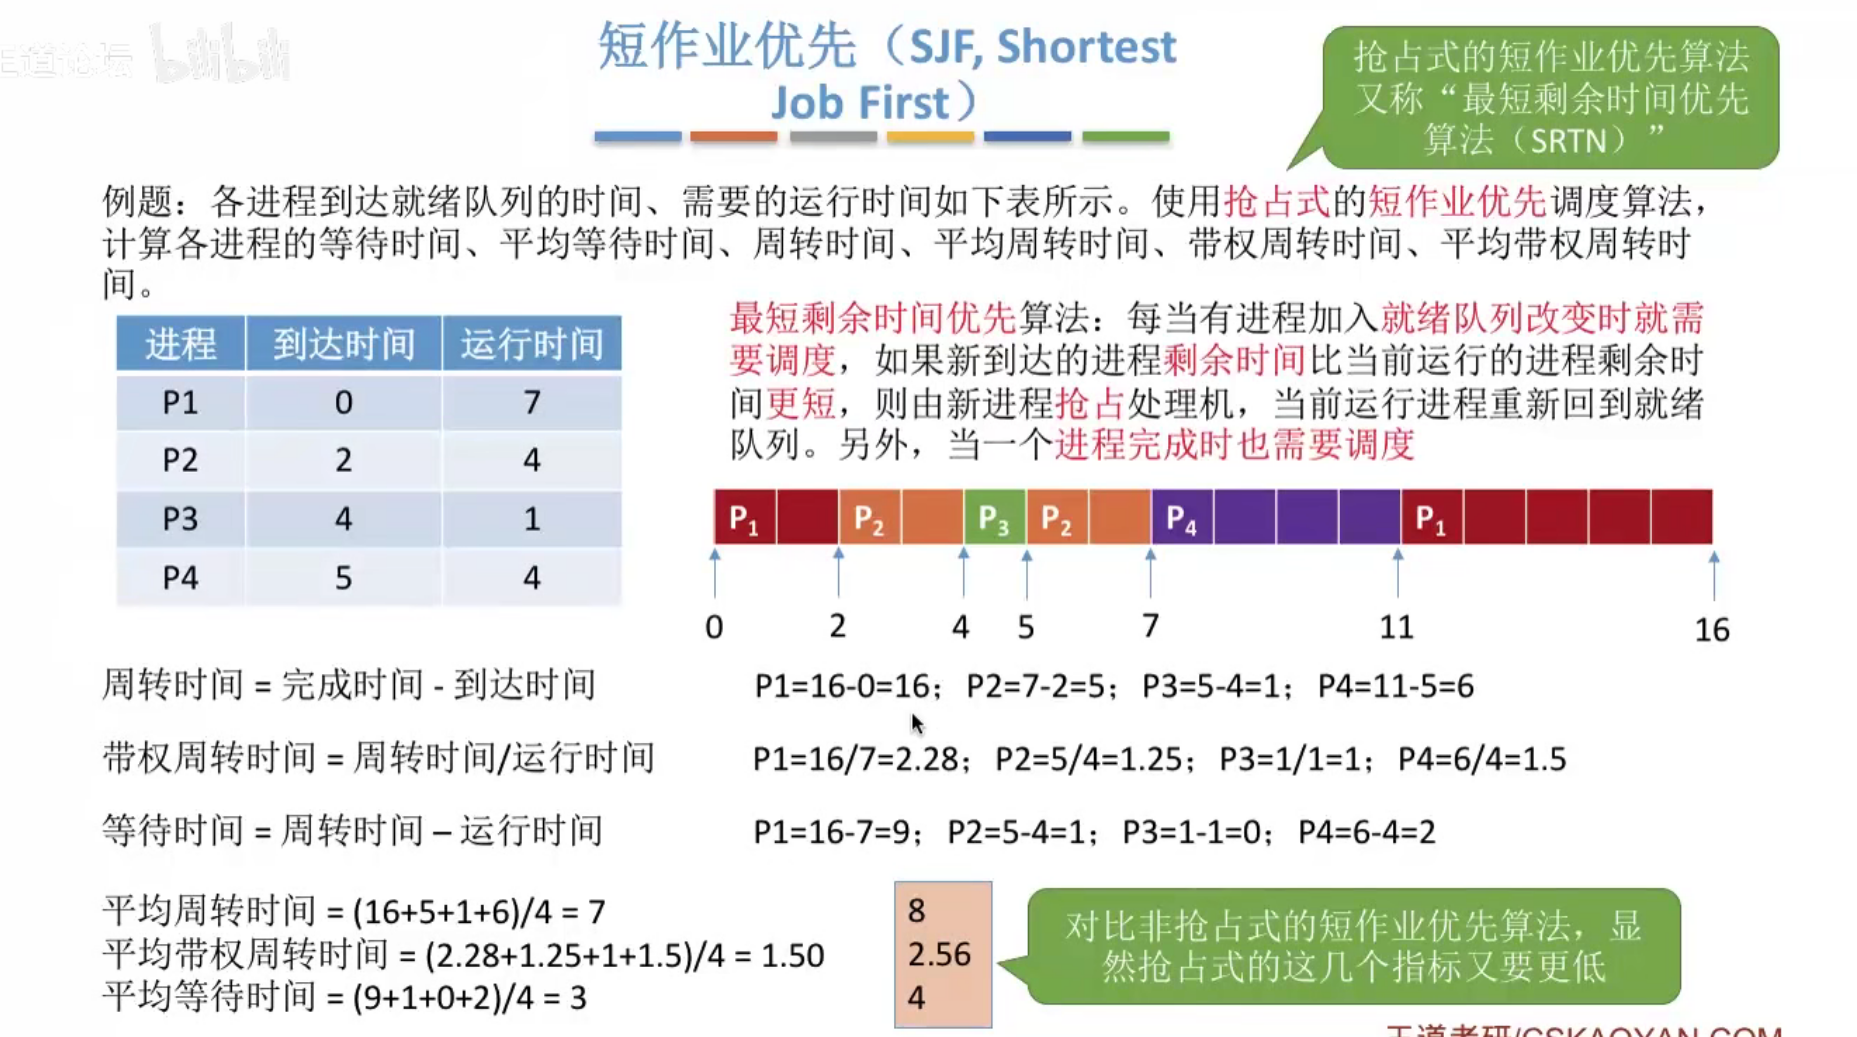 王道论坛 bilibili
短作业优先（SJF, Shortest
Job First）
抢占式的短作业优先算法
又称“最短剩余时间优先
算法（SRTN）”
例题：各进程到达就绪队列的时间、需要的运行时间如下表所示。使用抢占式的短作业优先调度算法，
计算各进程的等待时间、平均等待时间、周转时间、平均周转时间、带权周转时间、平均带权周转时
间。
进程 到达时间 运行时间
P1 0 7
P2 2 4
P3 4 1
P4 5 4
最短剩余时间优先算法：每当有进程加入就绪队列改变时就需
要调度，如果新到达的进程剩余时间比当前运行的进程剩余时
间更短，则由新进程抢占处理机，当前运行进程重新回到就绪
队列。另外，当一个进程完成时也需要调度
P1 P2 P3 P2 P4 P1
0 2 4 5 7 11 16
周转时间 = 完成时间 - 到达时间 P1=16-0=16；P2=7-2=5；P3=5-4=1；P4=11-5=6
带权周转时间 = 周转时间/运行时间 P1=16/7=2.28；P2=5/4=1.25；P3=1/1=1；P4=6/4=1.5
等待时间 = 周转时间 – 运行时间 P1=16-7=9；P2=5-4=1；P3=1-1=0；P4=6-4=2
平均周转时间 = (16+5+1+6)/4 = 7
平均带权周转时间 = (2.28+1.25+1+1.5)/4 = 1.50
平均等待时间 = (9+1+0+2)/4 = 3
8
2.56
4
对比非抢占式的短作业优先算法，显
然抢占式的这几个指标又要更低
王道考研/CSKAOYAN.COM